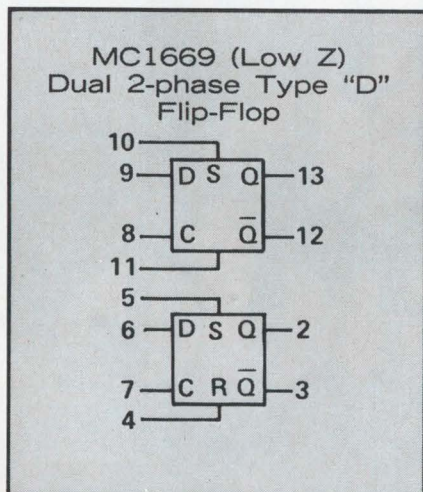 MC1669 (Low Z)
Dual 2-phase Type “D”
Flip-Flop
10
9 D S Q 13
8 C Q̅ 12
11
5
6 D S Q 2
7 C R Q̅ 3
4